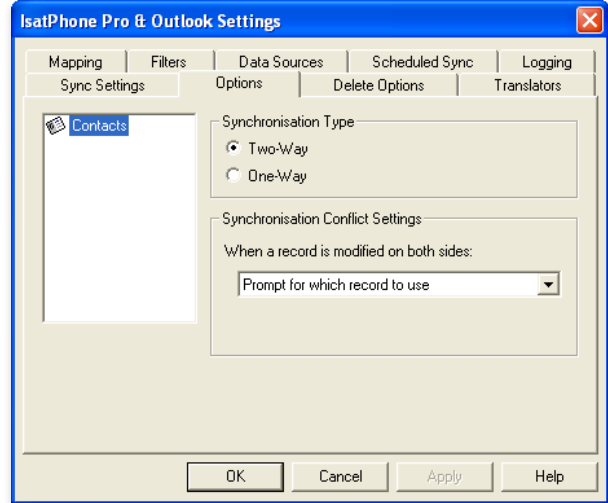 IsatPhone Pro & Outlook Settings
Mapping Filters Data Sources Scheduled Sync Logging
Sync Settings Options Delete Options Translators
Contacts
Synchronisation Type
Two-Way
One-Way
Synchronisation Conflict Settings
When a record is modified on both sides:
Prompt for which record to use
OK Cancel Apply Help